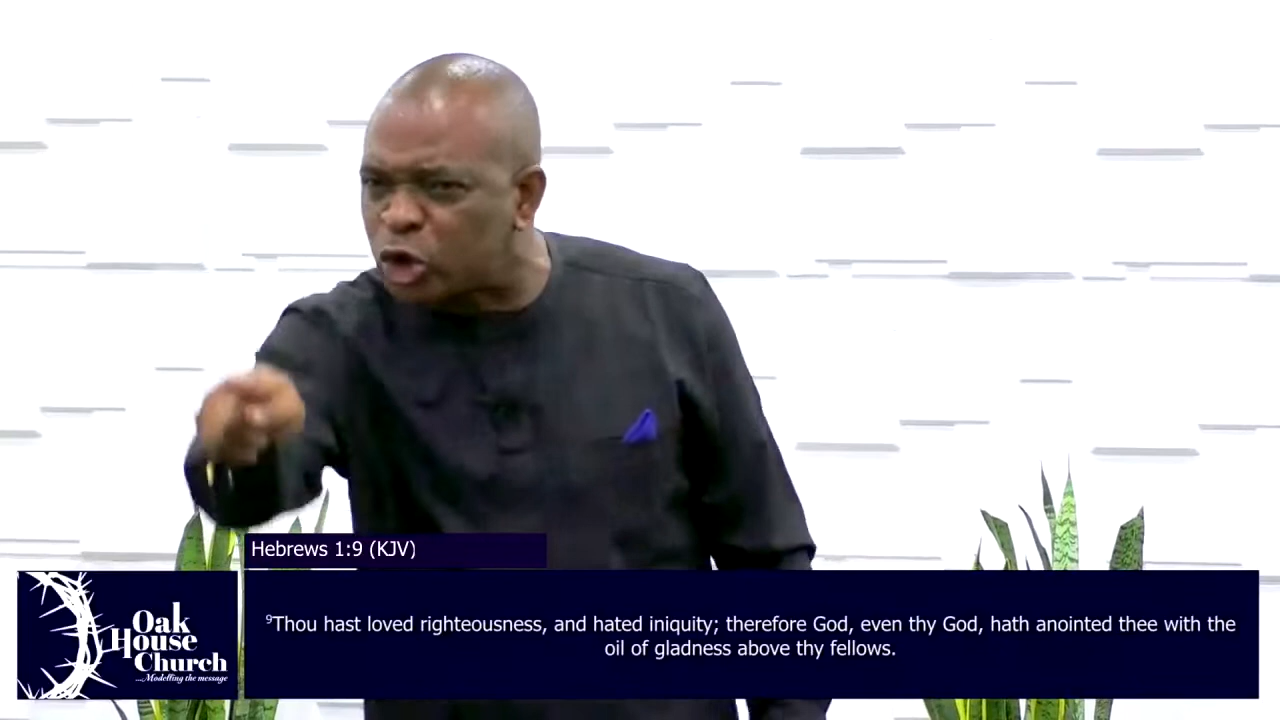 Hebrews 1:9 (KJV)
⁹Thou hast loved righteousness, and hated iniquity; therefore God, even thy God, hath anointed thee with the
oil of gladness above thy fellows.
Oak
House
Church
...Modelling the message